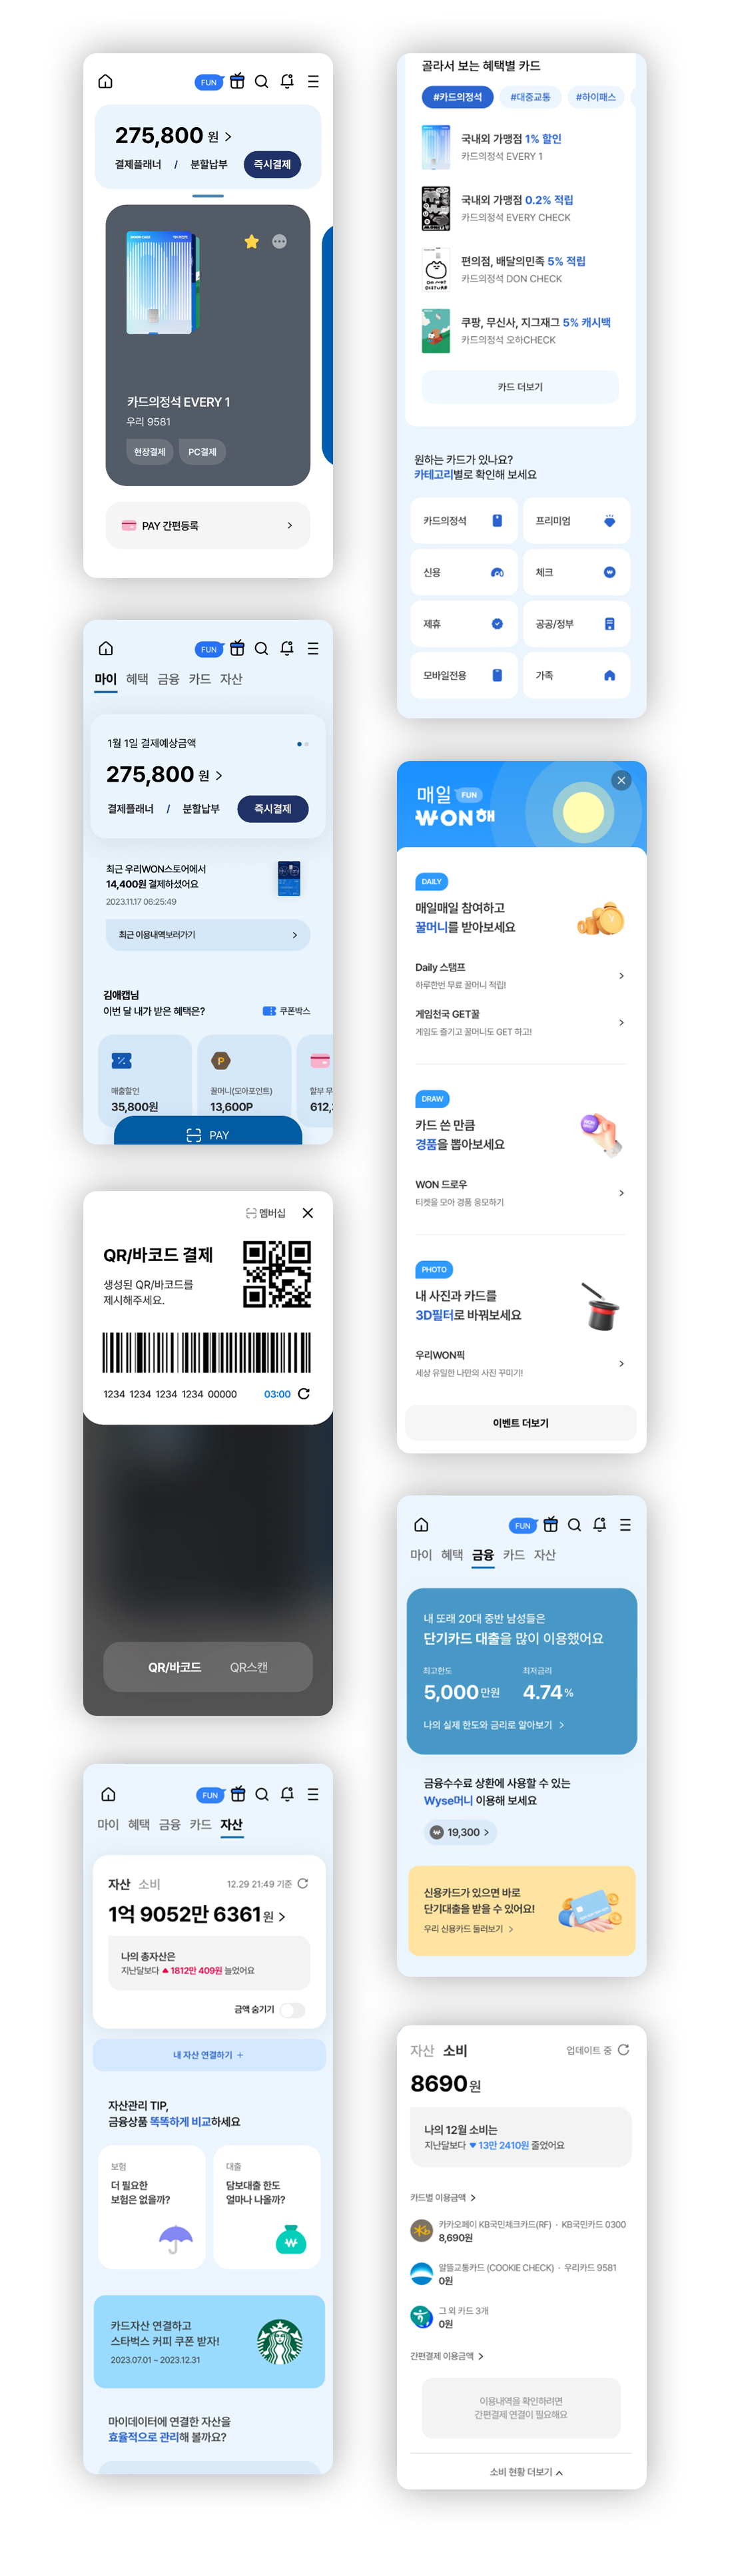 FUN
275,800 원
결제플래너 / 분할납부 즉시결제
카드의정석 EVERY 1
우리 9581
현장결제 PC결제
PAY 간편등록
FUN
마이 혜택 금융 카드 자산
1월 1일 결제예상금액
275,800 원
결제플래너 / 분할납부 즉시결제
최근 우리WON스토어에서
14,400원 결제하셨어요
2023.11.17 06:25:49
최근 이용내역보러가기
김애캡님
이번 달 내가 받은 혜택은?
쿠폰박스
매출할인
35,800원
P
꿀머니(모아포인트)
13,600P
할부 무
612,
PAY
멤버십
QR/바코드 결제
생성된 QR/바코드를
제시해주세요.
1234 1234 1234 1234 00000 03:00
QR/바코드 QR스캔
FUN
마이 혜택 금융 카드 자산
자산 소비 12.29 21:49 기준
1억 9052만 6361원
나의 총자산은
지난달보다 ▲ 1812만 409원 늘었어요
금액 숨기기
내 자산 연결하기 +
자산관리 TIP,
금융상품 똑똑하게 비교하세요
보험
더 필요한
보험은 없을까?
대출
담보대출 한도
얼마나 나올까?
카드자산 연결하고
스타벅스 커피 쿠폰 받자!
2023.07.01 ~ 2023.12.31
마이데이터에 연결한 자산을
효율적으로 관리해 볼까요?
골라서 보는 혜택별 카드
#카드의정석 #대중교통 #하이패스
국내외 가맹점 1% 할인
카드의정석 EVERY 1
국내외 가맹점 0.2% 적립
카드의정석 EVERY CHECK
DO NOT
DISTURB
편의점, 배달의민족 5% 적립
카드의정석 DON CHECK
쿠팡, 무신사, 지그재그 5% 캐시백
카드의정석 오하CHECK
카드 더보기
원하는 카드가 있나요?
카테고리별로 확인해 보세요
카드의정석 프리미엄
신용 체크
제휴 공공/정부
모바일전용 가족
매일 FUN
WON해
DAILY
매일매일 참여하고
꿀머니를 받아보세요
Daily 스탬프
하루한번 무료 꿀머니 적립!
게임천국 GET꿀
게임도 즐기고 꿀머니도 GET 하고!
DRAW
카드 쓴 만큼
경품을 뽑아보세요
WON 드로우
티켓을 모아 경품 응모하기
PHOTO
내 사진과 카드를
3D필터로 바꿔보세요
우리WON픽
세상 유일한 나만의 사진 꾸미기!
이벤트 더보기
FUN
마이 혜택 금융 카드 자산
내 또래 20대 중반 남성들은
단기카드 대출을 많이 이용했어요
최고한도 최저금리
5,000만원 4.74%
나의 실제 한도와 금리로 알아보기
금융수수료 상환에 사용할 수 있는
Wyse머니 이용해 보세요
19,300
신용카드가 있으면 바로
단기대출을 받을 수 있어요!
우리 신용카드 둘러보기
자산 소비 업데이트 중
8690원
나의 12월 소비는
지난달보다 ▼ 13만 2410원 줄었어요
카드별 이용금액
카카오페이 KB국민체크카드(RF) · KB국민카드 0300
8,690원
알뜰교통카드 (COOKIE CHECK) · 우리카드 9581
0원
그 외 카드 3개
0원
간편결제 이용금액
이용내역을 확인하려면
간편결제 연결이 필요해요
소비 현황 더보기